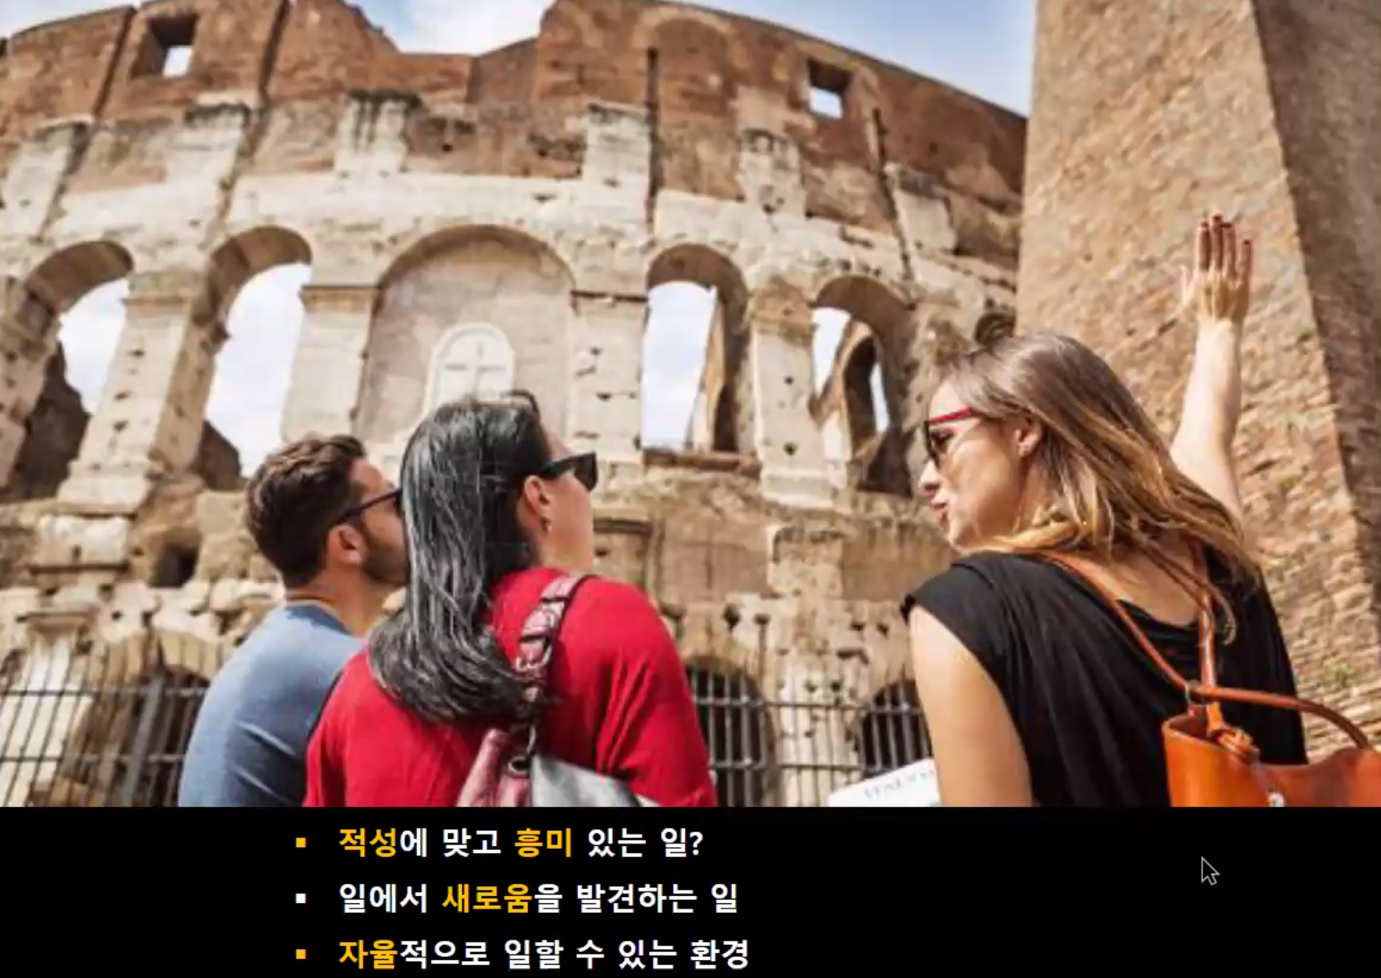 적성에 맞고 흥미 있는 일?
일에서 새로움을 발견하는 일
자율적으로 일할 수 있는 환경